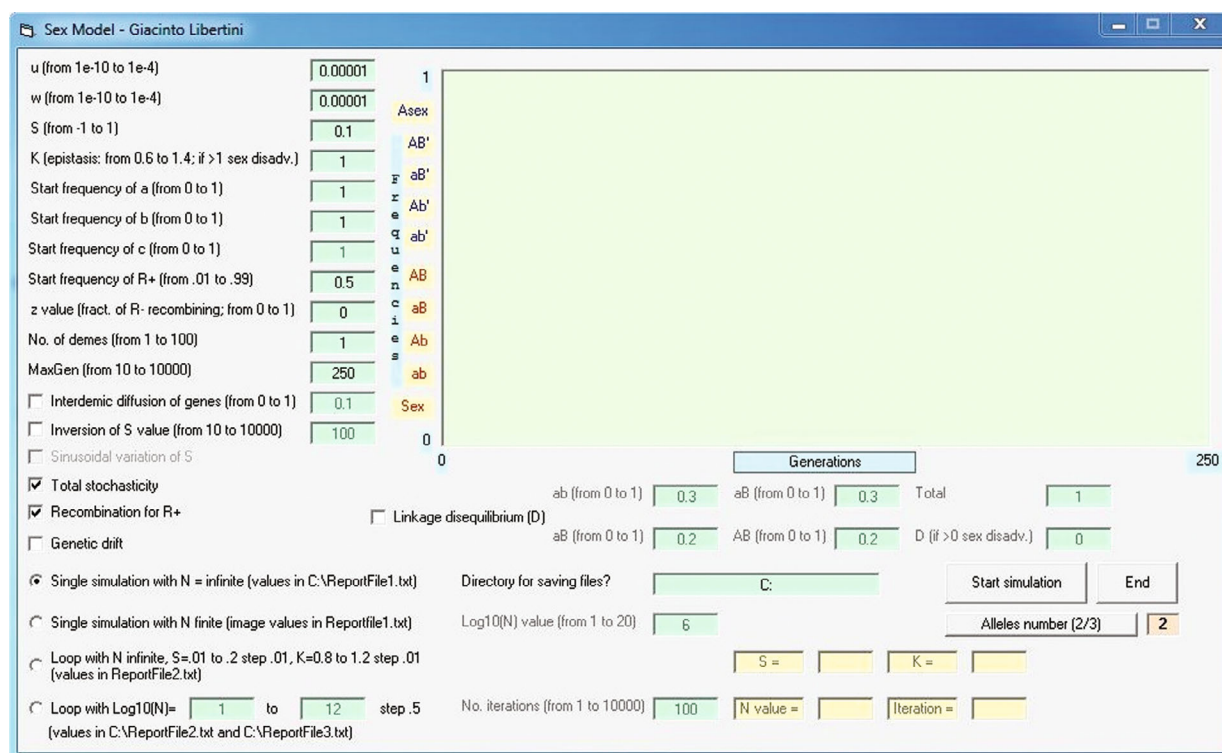 Sex Model - Giacinto Libertini
u (from 1e-10 to 1e-4) 0.00001
w (from 1e-10 to 1e-4) 0.00001
S (from -1 to 1) 0.1
K (epistasis: from 0.6 to 1.4; if >1 sex disadv.) 1
Start frequency of a (from 0 to 1) 1
Start frequency of b (from 0 to 1) 1
Start frequency of c (from 0 to 1) 1
Start frequency of R+ (from .01 to .99) 0.5
z value (fract. of R- recombining; from 0 to 1) 0
No. of demes (from 1 to 100) 1
MaxGen (from 10 to 10000) 250
Interdemic diffusion of genes (from 0 to 1) 0.1
Inversion of S value (from 10 to 10000) 100
Sinusoidal variation of S
Total stochasticity
Recombination for R+
Genetic drift
1
Asex
AB'
aB'
Ab'
ab'
AB
aB
Ab
ab
Sex
0
Frequencies
0 Generations 250
Linkage disequilibrium (D)
ab (from 0 to 1) 0.3 aB (from 0 to 1) 0.3 Total 1
aB (from 0 to 1) 0.2 AB (from 0 to 1) 0.2 D (if >0 sex disadv.) 0
Single simulation with N = infinite (values in C:\ReportFile1.txt) Directory for saving files? C: Start simulation End
Single simulation with N finite (image values in Reportfile1.txt) Log10(N) value (from 1 to 20) 6 Alleles number (2/3) 2
Loop with N infinite, S=.01 to .2 step .01, K=0.8 to 1.2 step .01 S = K =
(values in ReportFile2.txt)
Loop with Log10(N)= 1 to 12 step .5 No. iterations (from 1 to 10000) 100 N value = Iteration =
(values in C:\ReportFile2.txt and C:\ReportFile3.txt)